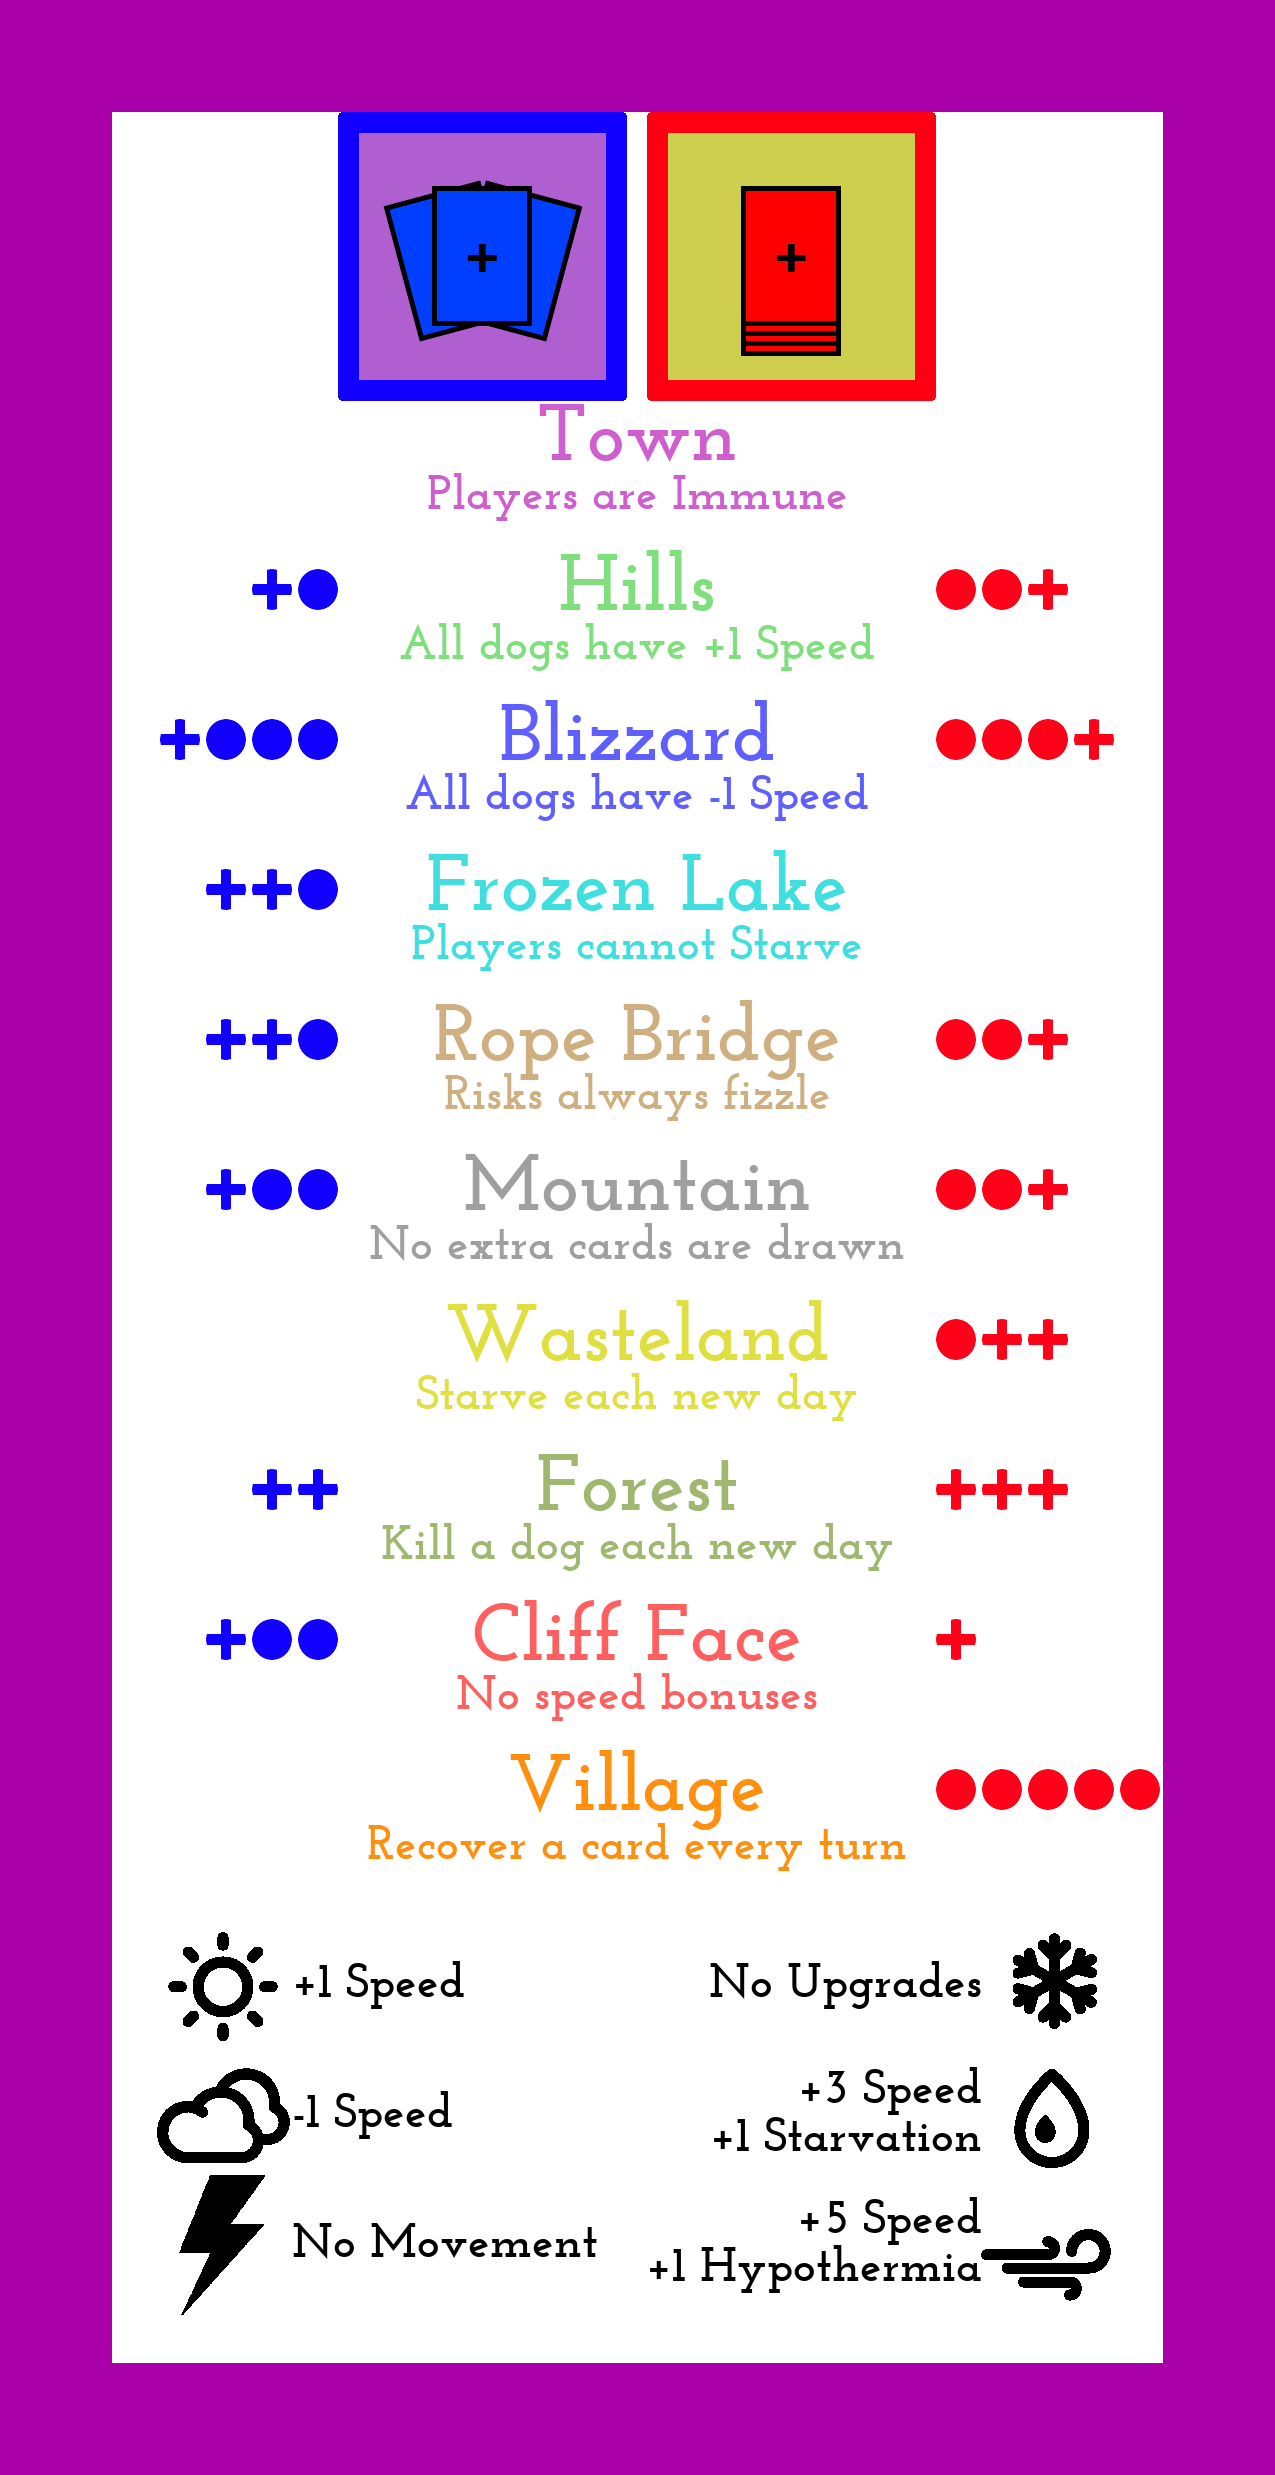 +
+
Town
Players are Immune
+ Hills +
All dogs have +1 Speed
+ Blizzard +
All dogs have -1 Speed
++ Frozen Lake
Players cannot Starve
++ Rope Bridge +
Risks always fizzle
+ Mountain +
No extra cards are drawn
Wasteland ++
Starve each new day
++ Forest +++
Kill a dog each new day
+ Cliff Face +
No speed bonuses
Village
Recover a card every turn
+1 Speed
No Upgrades
-1 Speed
+3 Speed
+1 Starvation
No Movement
+5 Speed
+1 Hypothermia